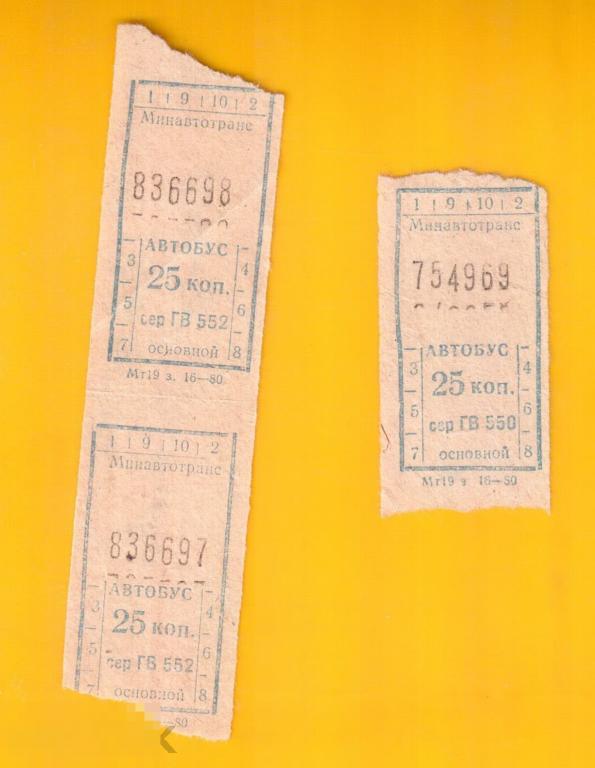 1 9 10 2
Минавтотранс
836698
АВТОБУС
3 4
25 коп.
5 6
сер ГВ 552
7 основной 8
Мт19 з. 16—80
1 9 10 2
Минавтотранс
836697
АВТОБУС
3 4
25 коп.
5 6
сер ГВ 552
7 основной 8
—80
1 9 10 2
Минавтотранс
754969
АВТОБУС
3 4
25 коп.
5 6
сер ГВ 550
7 основной 8
Мт19 з 16—80